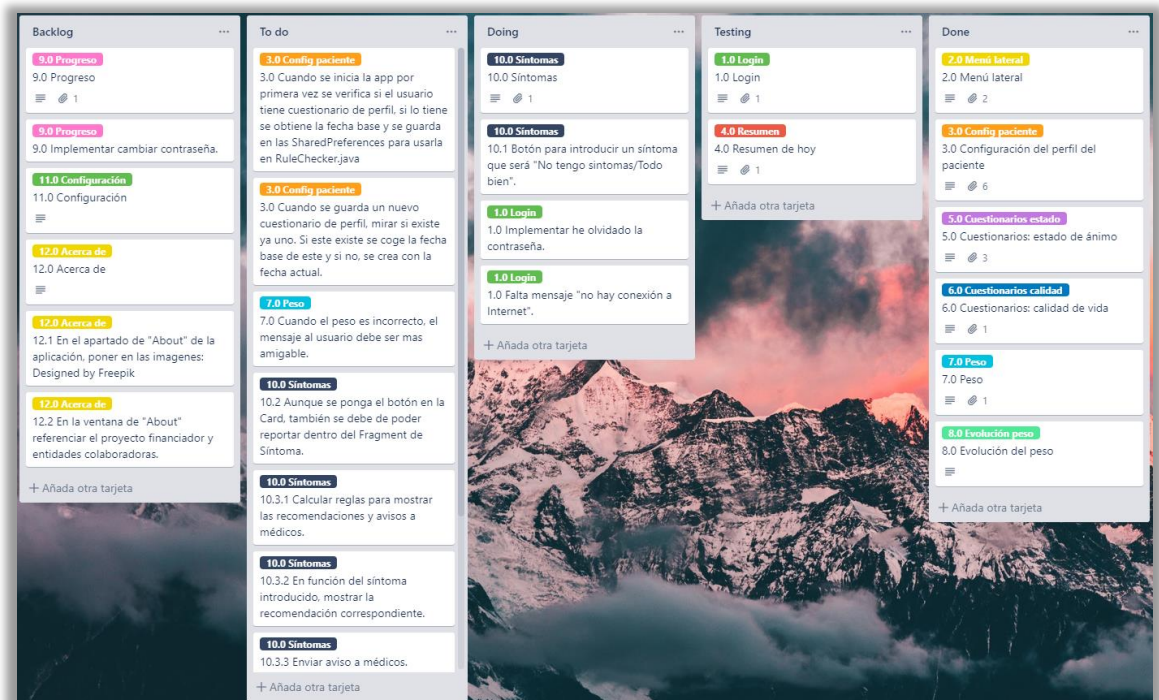 Backlog
9.0 Progreso
9.0 Progreso
1
9.0 Progreso
9.0 Implementar cambiar contraseña.
11.0 Configuración
11.0 Configuración
12.0 Acerca de
12.0 Acerca de
12.0 Acerca de
12.1 En el apartado de "About" de la
aplicación, poner en las imagenes:
Designed by Freepik
12.0 Acerca de
12.2 En la ventana de "About"
referenciar el proyecto financiador y
entidades colaboradoras.
+ Añada otra tarjeta
To do
3.0 Config paciente
3.0 Cuando se inicia la app por
primera vez se verifica si el usuario
tiene cuestionario de perfil, si lo tiene
se obtiene la fecha base y se guarda
en las SharedPreferences para usarla
en RuleChecker.java
3.0 Config paciente
3.0 Cuando se guarda un nuevo
cuestionario de perfil, mirar si existe
ya uno. Si este existe se coge la fecha
base de este y si no, se crea con la
fecha actual.
7.0 Peso
7.0 Cuando el peso es incorrecto, el
mensaje al usuario debe ser mas
amigable.
10.0 Síntomas
10.2 Aunque se ponga el botón en la
Card, también se debe de poder
reportar dentro del Fragment de
Síntoma.
10.0 Síntomas
10.3.1 Calcular reglas para mostrar
las recomendaciones y avisos a
médicos.
10.0 Síntomas
10.3.2 En función del síntoma
introducido, mostrar la
recomendación correspondiente.
10.0 Síntomas
10.3.3 Enviar aviso a médicos.
+ Añada otra tarjeta
Doing
10.0 Síntomas
10.0 Síntomas
1
10.0 Síntomas
10.1 Botón para introducir un síntoma
que será "No tengo sintomas/Todo
bien".
1.0 Login
1.0 Implementar he olvidado la
contraseña.
1.0 Login
1.0 Falta mensaje "no hay conexión a
Internet".
+ Añada otra tarjeta
Testing
1.0 Login
1.0 Login
1
4.0 Resumen
4.0 Resumen de hoy
1
+ Añada otra tarjeta
Done
2.0 Menú lateral
2.0 Menú lateral
2
3.0 Config paciente
3.0 Configuración del perfil del
paciente
6
5.0 Cuestionarios estado
5.0 Cuestionarios: estado de ánimo
3
6.0 Cuestionarios calidad
6.0 Cuestionarios: calidad de vida
1
7.0 Peso
7.0 Peso
1
8.0 Evolución peso
8.0 Evolución del peso
+ Añada otra tarjeta